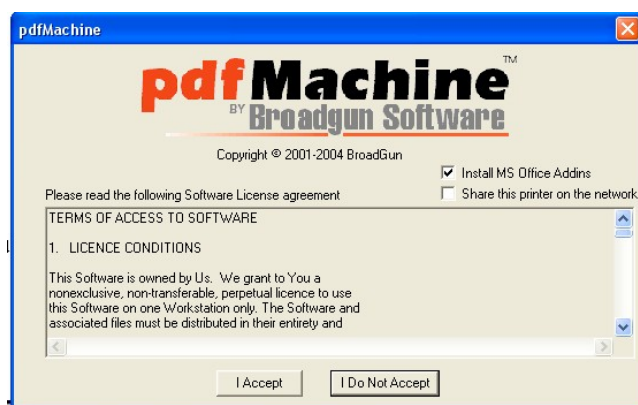 pdfMachine
pdfMachine™
BY Broadgun Software
Copyright © 2001-2004 BroadGun
Install MS Office Addins
Please read the following Software License agreement
Share this printer on the network
TERMS OF ACCESS TO SOFTWARE
1. LICENCE CONDITIONS
This Software is owned by Us. We grant to You a
nonexclusive, non-transferable, perpetual licence to use
this Software on one Workstation only. The Software and
associated files must be distributed in their entirety and
I Accept
I Do Not Accept